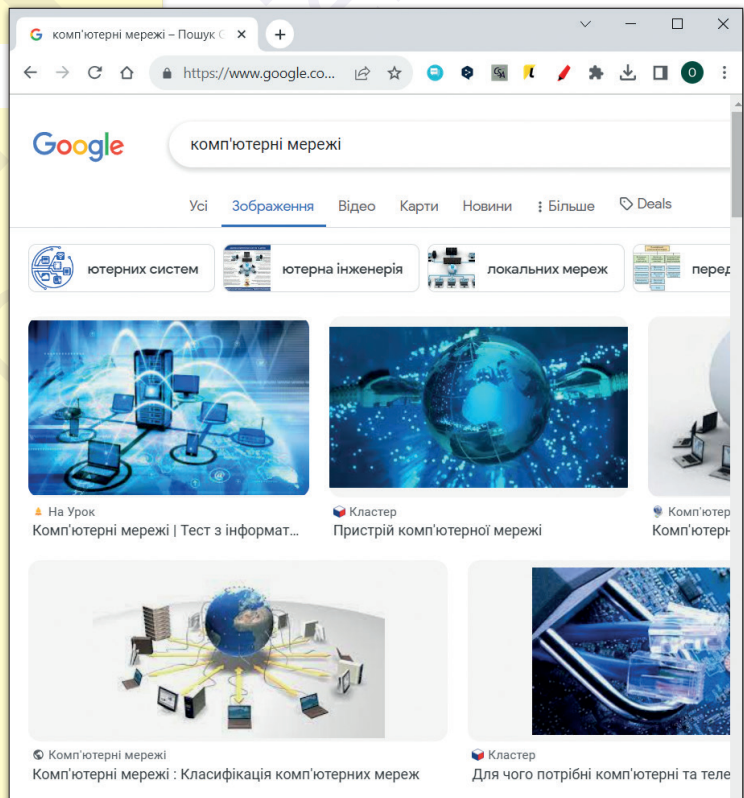 комп'ютерні мережі – Пошук
https://www.google.co...
O
Google
комп'ютерні мережі
Усі Зображення Відео Карти Новини Більше Deals
ютерних систем ютерна інженерія локальних мереж перед
На Урок Кластер Комп'ютер
Комп'ютерні мережі | Тест з інформат... Пристрій комп'ютерної мережі Комп'ютерн
Комп'ютерні мережі Кластер
Комп'ютерні мережі : Класифікація комп'ютерних мереж Для чого потрібні комп'ютерні та теле